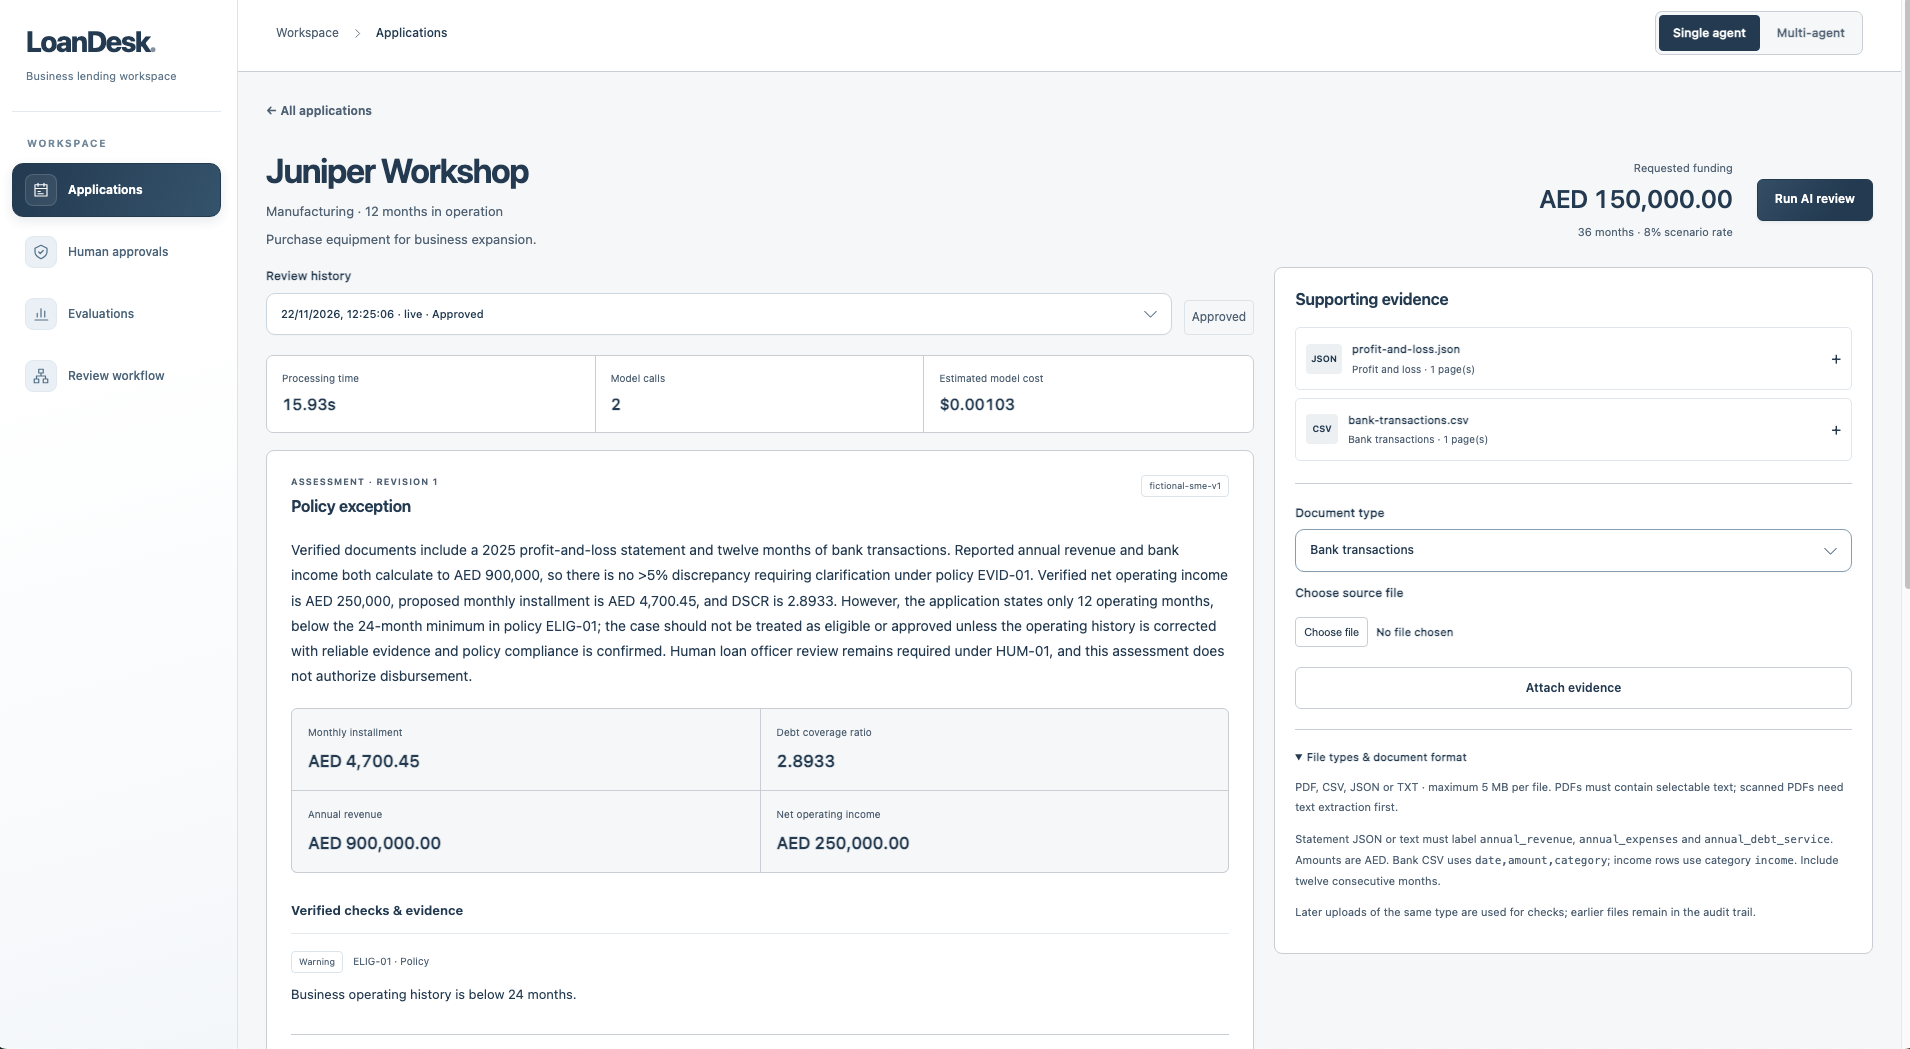 LoanDesk.
Business lending workspace
WORKSPACE
Applications
Human approvals
Evaluations
Review workflow
Workspace > Applications
Single agent
Multi-agent
← All applications
Juniper Workshop
Manufacturing · 12 months in operation
Purchase equipment for business expansion.
Requested funding
AED 150,000.00
36 months · 8% scenario rate
Run AI review
Review history
22/11/2026, 12:25:06 · live · Approved
Approved
Processing time
15.93s
Model calls
2
Estimated model cost
$0.00103
ASSESSMENT · REVISION 1
Policy exception
fictional-sme-v1
Verified documents include a 2025 profit-and-loss statement and twelve months of bank transactions. Reported annual revenue and bank
income both calculate to AED 900,000, so there is no >5% discrepancy requiring clarification under policy EVID-01. Verified net operating income
is AED 250,000, proposed monthly installment is AED 4,700.45, and DSCR is 2.8933. However, the application states only 12 operating months,
below the 24-month minimum in policy ELIG-01; the case should not be treated as eligible or approved unless the operating history is corrected
with reliable evidence and policy compliance is confirmed. Human loan officer review remains required under HUM-01, and this assessment does
not authorize disbursement.
Monthly installment
AED 4,700.45
Debt coverage ratio
2.8933
Annual revenue
AED 900,000.00
Net operating income
AED 250,000.00
Verified checks & evidence
Warning
ELIG-01 · Policy
Business operating history is below 24 months.
Supporting evidence
JSON
profit-and-loss.json
Profit and loss · 1 page(s)
+
CSV
bank-transactions.csv
Bank transactions · 1 page(s)
+
Document type
Bank transactions
Choose source file
Choose file
No file chosen
Attach evidence
▼ File types & document format
PDF, CSV, JSON or TXT · maximum 5 MB per file. PDFs must contain selectable text; scanned PDFs need
text extraction first.
Statement JSON or text must label annual_revenue, annual_expenses and annual_debt_service.
Amounts are AED. Bank CSV uses date,amount,category; income rows use category income. Include
twelve consecutive months.
Later uploads of the same type are used for checks; earlier files remain in the audit trail.